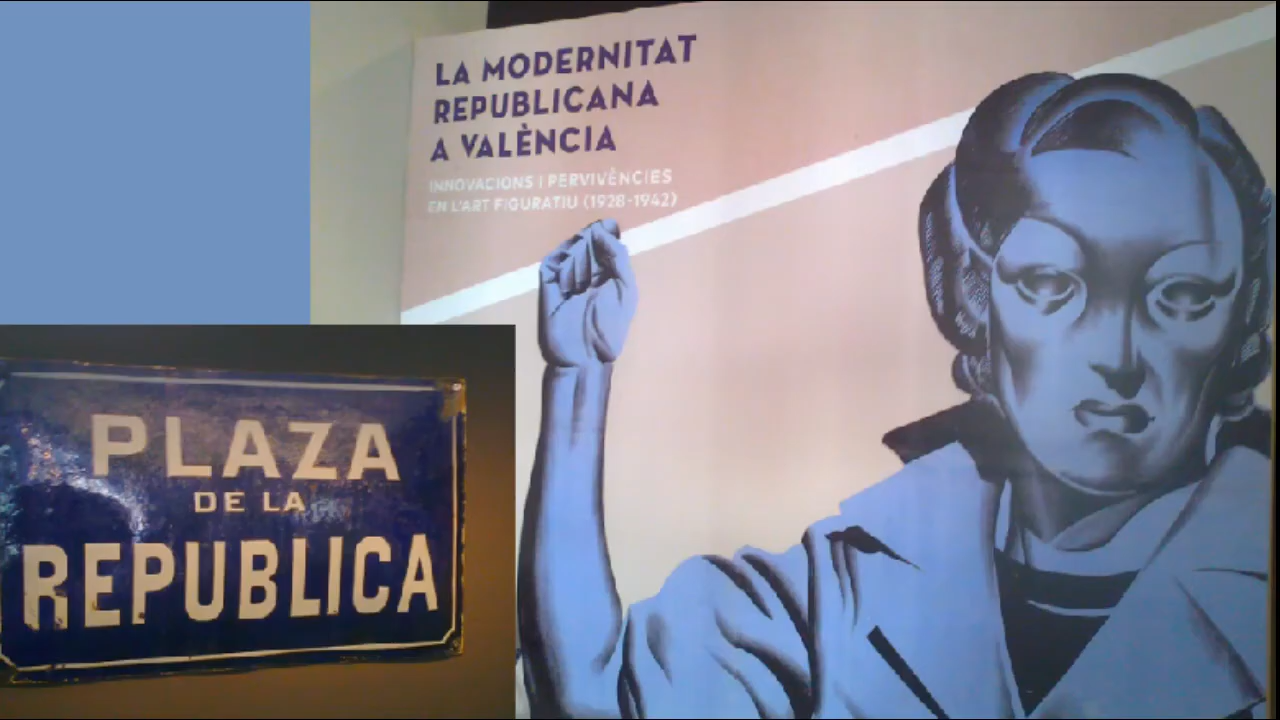 LA MODERNITAT
REPUBLICANA
A VALÈNCIA
INNOVACIONS I PERVIVÈNCIES
EN L'ART FIGURATIU (1928-1942)
PLAZA
DE LA
REPUBLICA